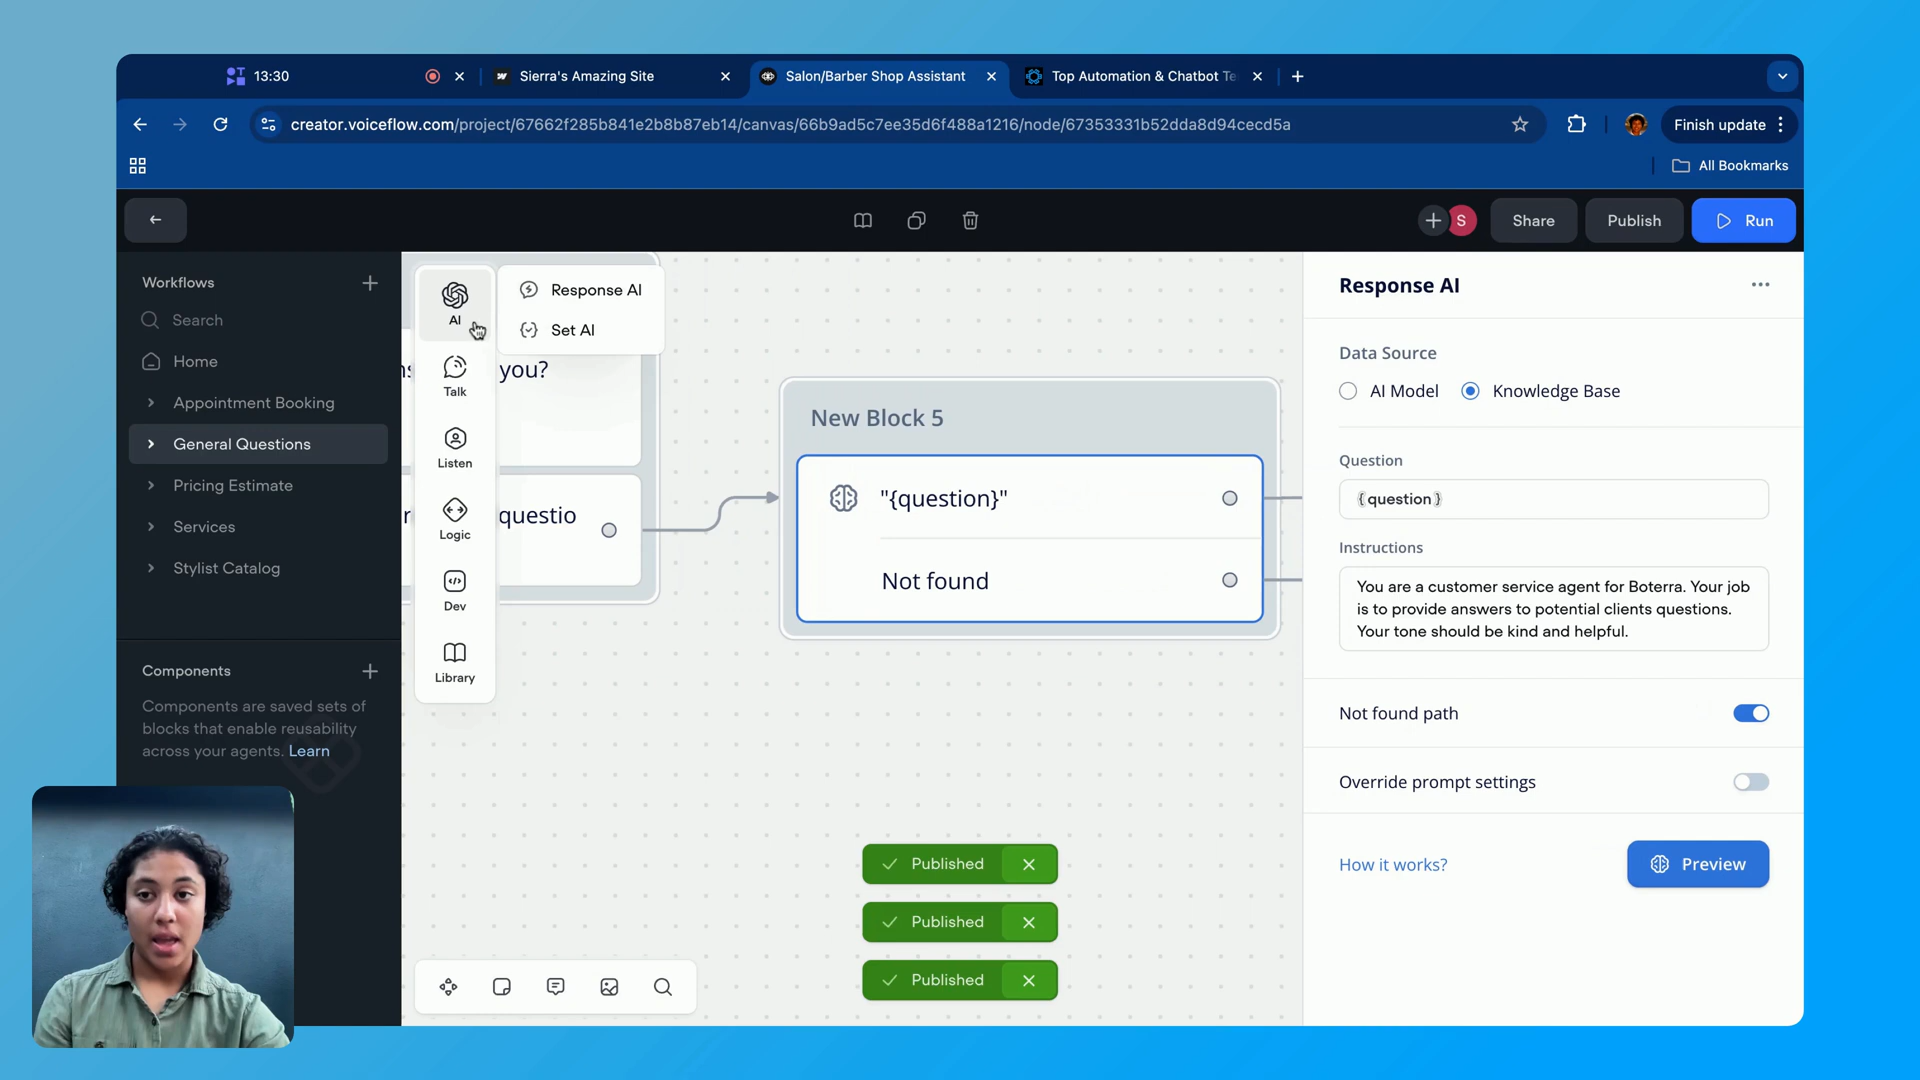 13:30
Sierra's Amazing Site
Salon/Barber Shop Assistant
Top Automation & Chatbot Te
creator.voiceflow.com/project/67662f285b841e2b8b87eb14/canvas/66b9ad5c7ee35d6f488a1216/node/67353331b52dda8d94cecd5a
Finish update
All Bookmarks
S
Share
Publish
Run
Workflows
Search
Home
Appointment Booking
General Questions
Pricing Estimate
Services
Stylist Catalog
Components
Components are saved sets of
blocks that enable reusability
across your agents. Learn
AI
Talk
Listen
Logic
Dev
Library
Response AI
Set AI
you?
questio
New Block 5
"{question}"
Not found
Published
Published
Published
Response AI
Data Source
AI Model
Knowledge Base
Question
{question}
Instructions
You are a customer service agent for Boterra. Your job
is to provide answers to potential clients questions.
Your tone should be kind and helpful.
Not found path
Override prompt settings
How it works?
Preview